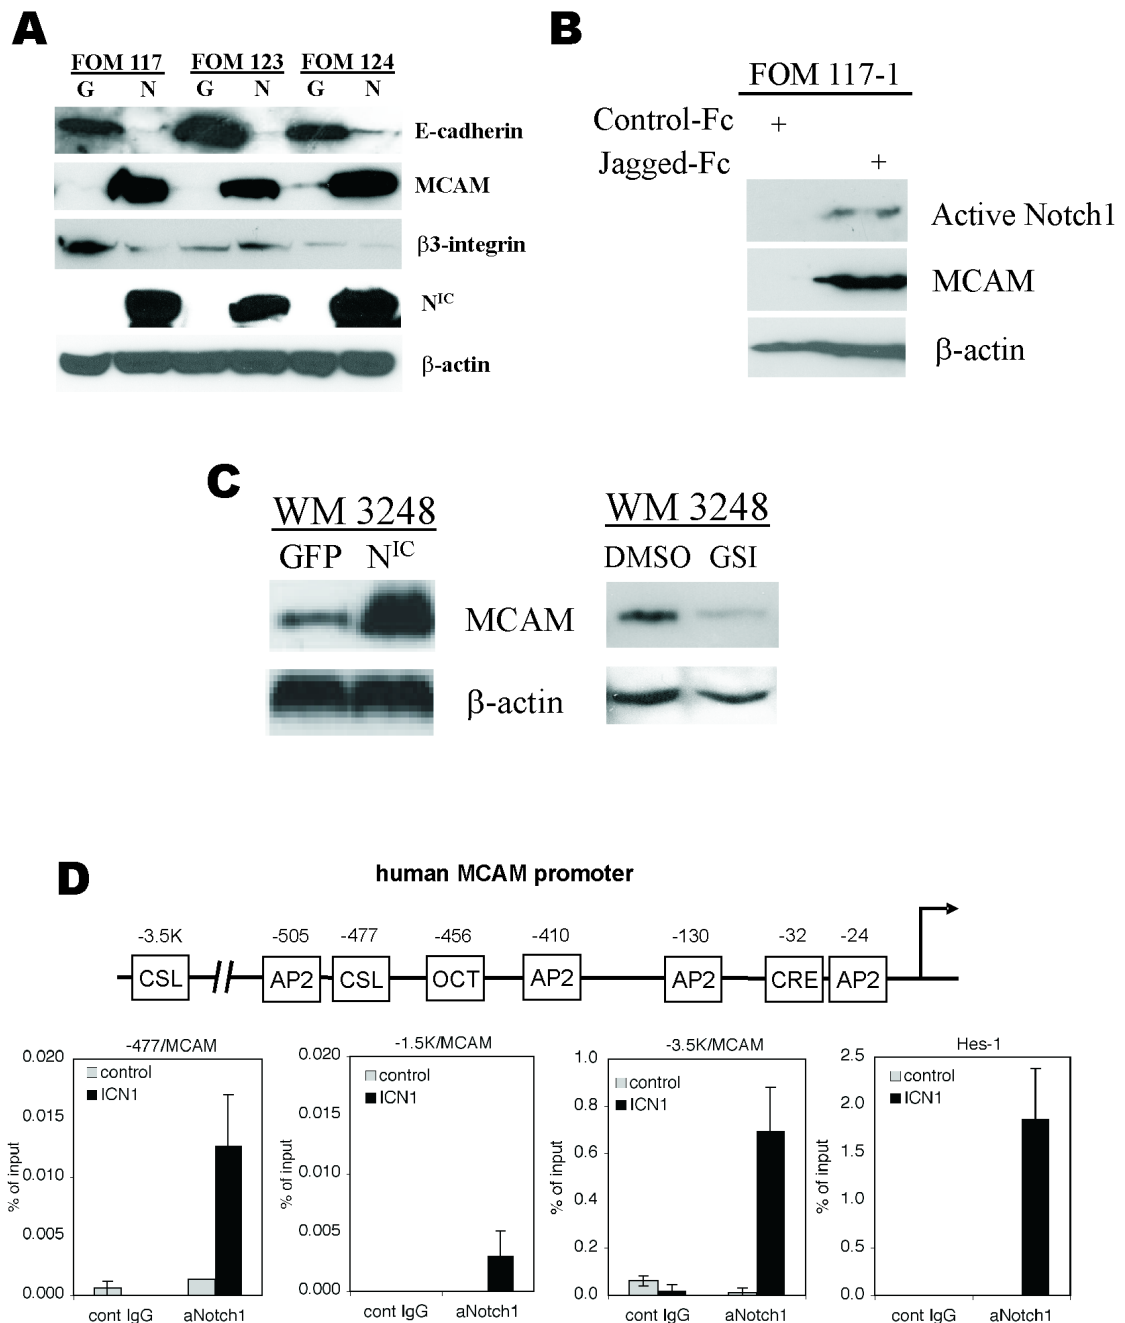 A
FOM 117 FOM 123 FOM 124
G N G N G N
E-cadherin
MCAM
β3-integrin
N^IC
β-actin
B
FOM 117-1
Control-Fc +
Jagged-Fc +
Active Notch1
MCAM
β-actin
C
WM 3248
GFP N^IC
WM 3248
DMSO GSI
MCAM
β-actin
D
human MCAM promoter
-3.5K -505 -477 -456 -410 -130 -32 -24
CSL AP2 CSL OCT AP2 AP2 CRE AP2
-477/MCAM
0.020
0.015
0.010
0.005
0.000
% of input
control
ICN1
cont IgG aNotch1
-1.5K/MCAM
0.020
0.015
0.010
0.005
0.000
% of input
control
ICN1
cont IgG aNotch1
-3.5K/MCAM
1.0
0.8
0.6
0.4
0.2
0.0
% of input
control
ICN1
cont IgG aNotch1
Hes-1
2.5
2.0
1.5
1.0
0.5
0.0
% of input
control
ICN1
cont IgG aNotch1